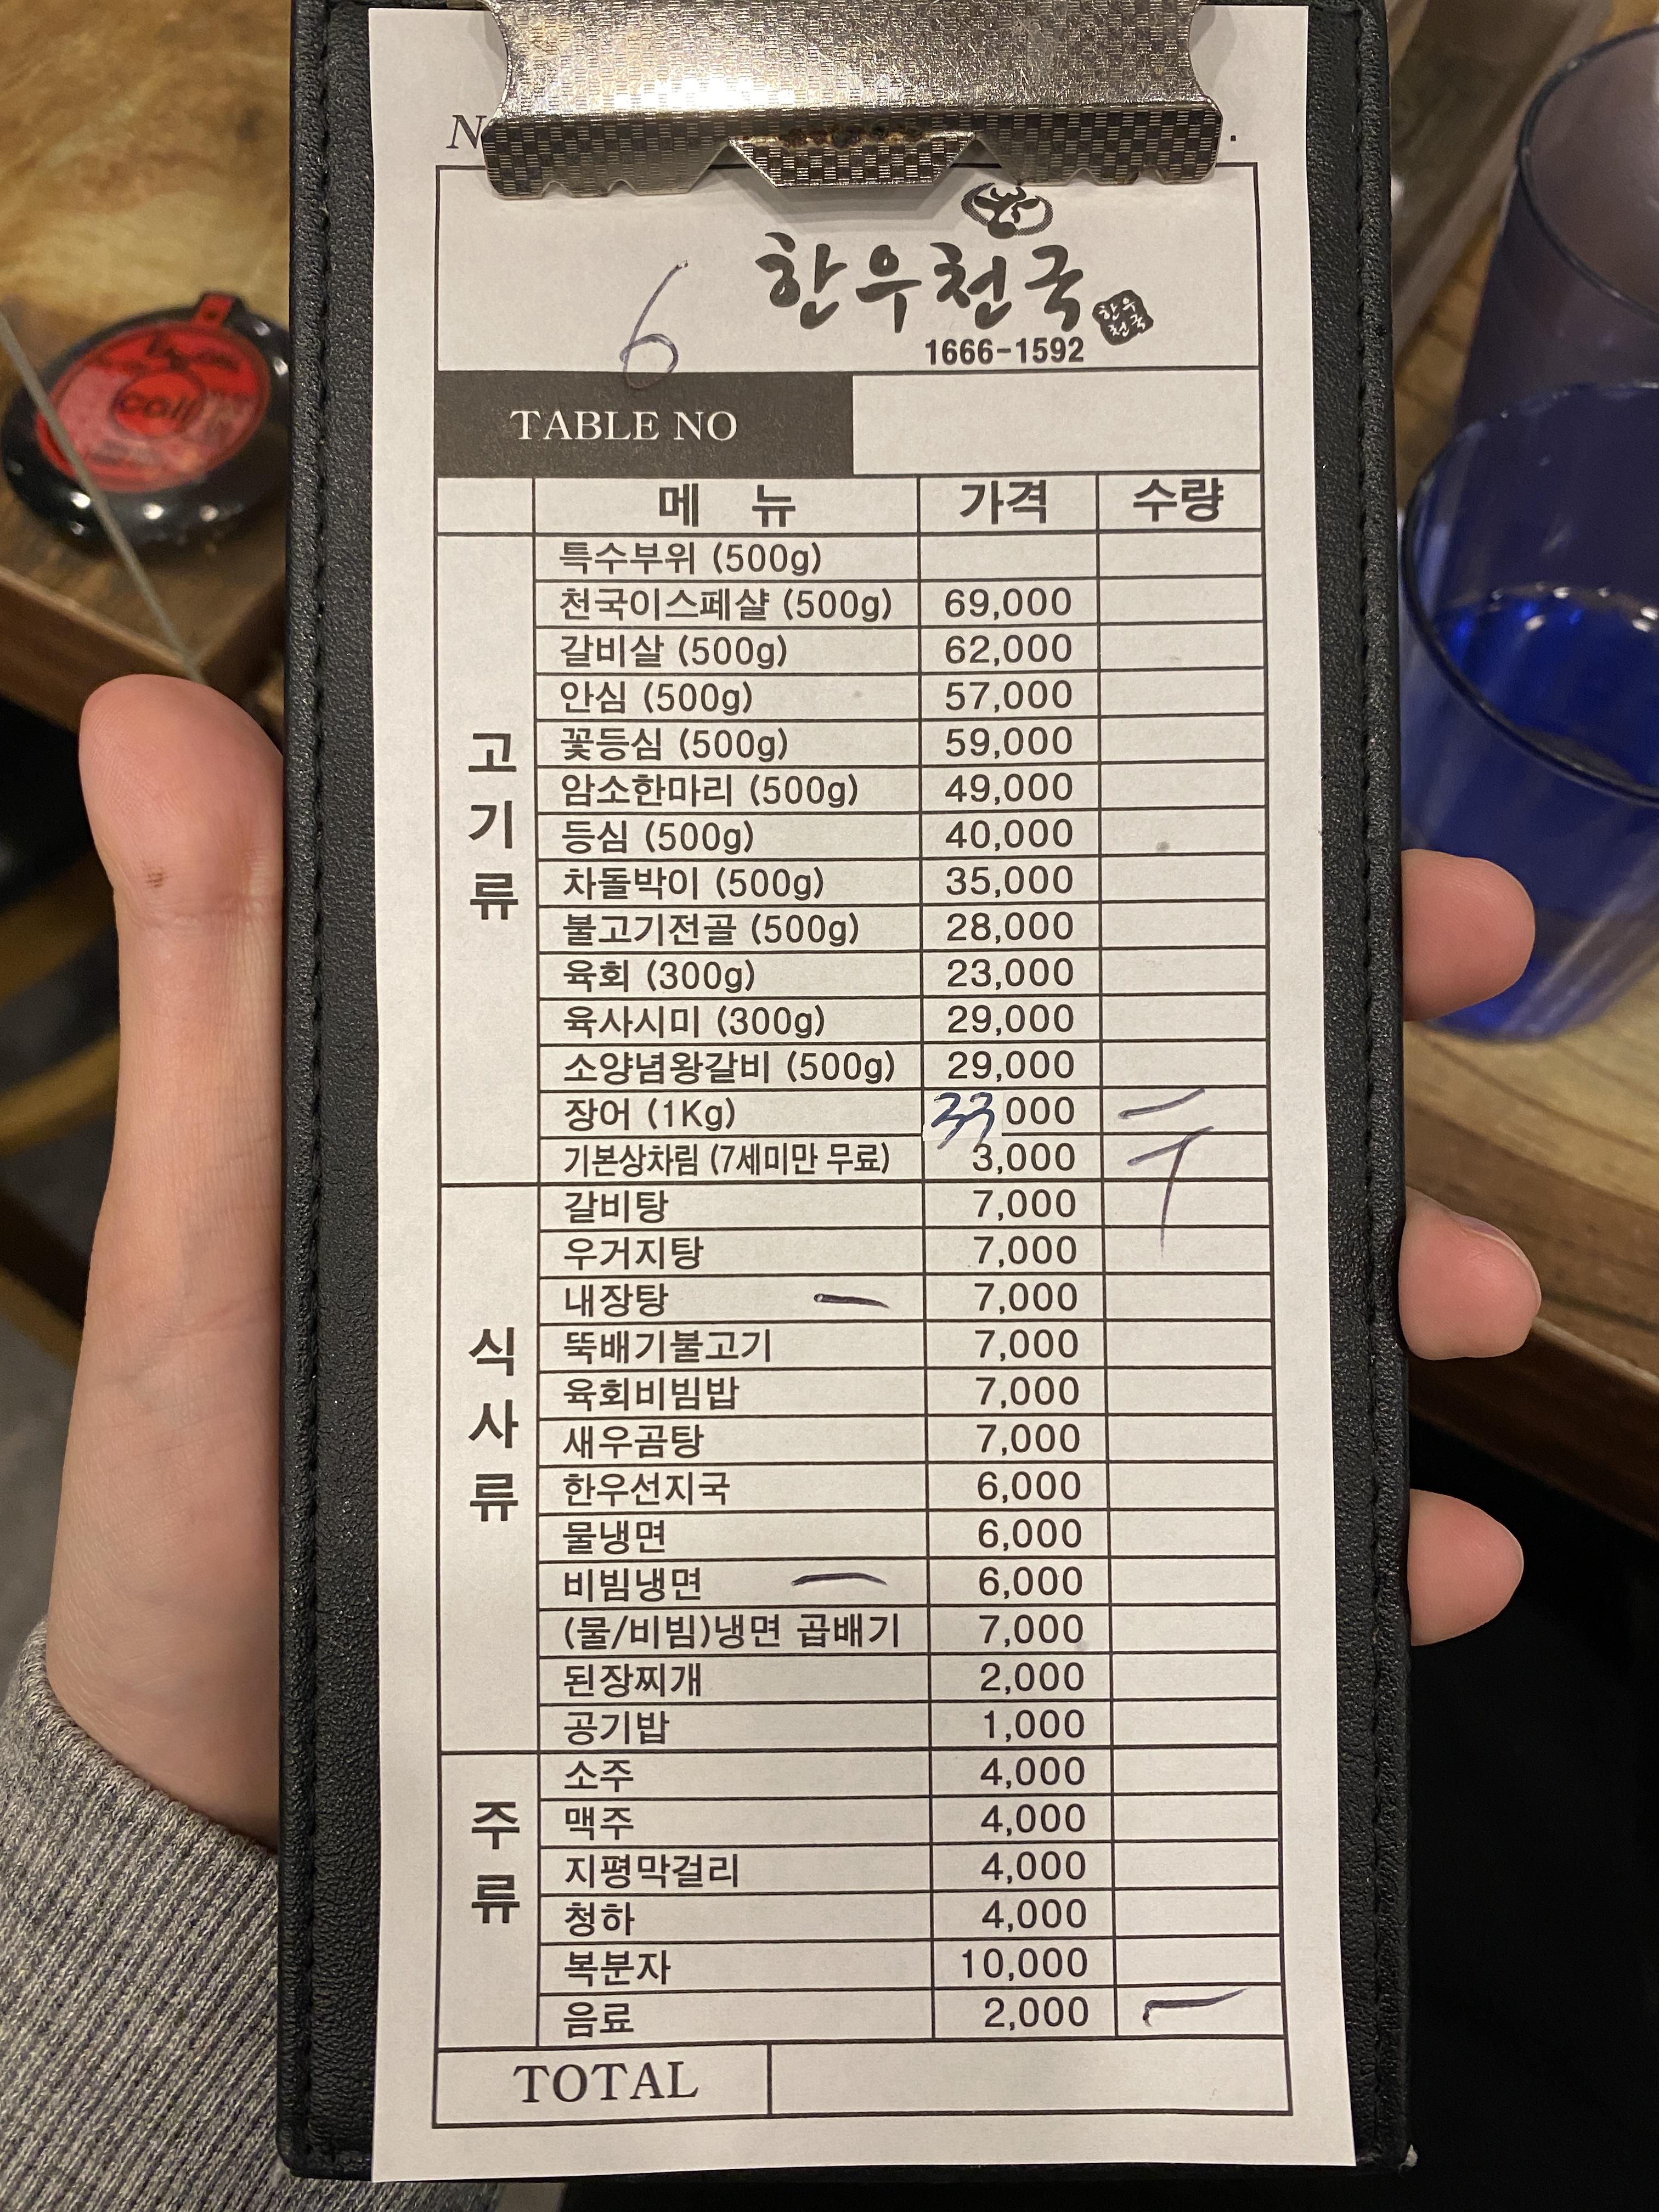 6
한우천국
한우
천국
1666-1592
TABLE NO
메 뉴 가격 수량
고기류
특수부위 (500g)
천국이스페샬 (500g) 69,000
갈비살 (500g) 62,000
안심 (500g) 57,000
꽃등심 (500g) 59,000
암소한마리 (500g) 49,000
등심 (500g) 40,000
차돌박이 (500g) 35,000
불고기전골 (500g) 28,000
육회 (300g) 23,000
육사시미 (300g) 29,000
소양념왕갈비 (500g) 29,000
장어 (1Kg) 33,000 一
기본상차림 (7세미만 무료) 3,000 丁
식사류
갈비탕 7,000
우거지탕 7,000
내장탕 一 7,000
뚝배기불고기 7,000
육회비빔밥 7,000
새우곰탕 7,000
한우선지국 6,000
물냉면 6,000
비빔냉면 一 6,000
(물/비빔)냉면 곱배기 7,000
된장찌개 2,000
공기밥 1,000
주류
소주 4,000
맥주 4,000
지평막걸리 4,000
청하 4,000
복분자 10,000
음료 2,000 一
TOTAL
call